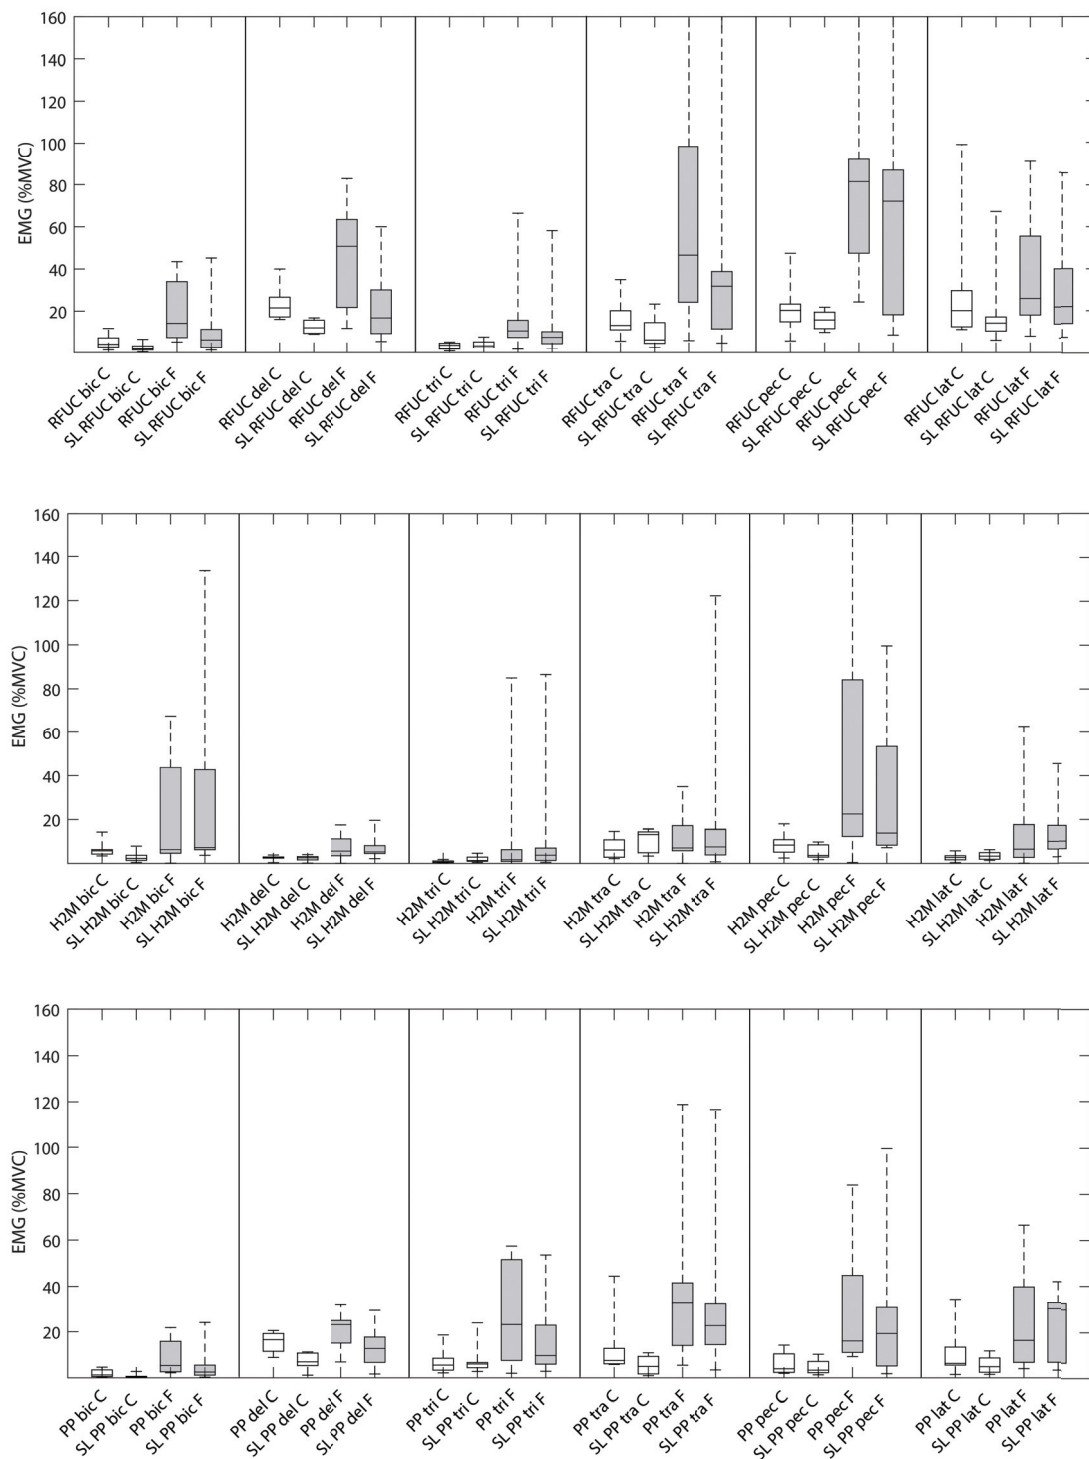 160
140
120
100
80
60
40
20
EMG (%MVC)
RFUC bic C
SL RFUC bic C
RFUC bic F
SL RFUC bic F
RFUC del C
SL RFUC del C
RFUC del F
SL RFUC del F
RFUC tri C
SL RFUC tri C
RFUC tri F
SL RFUC tri F
RFUC tra C
SL RFUC tra C
RFUC tra F
SL RFUC tra F
RFUC pec C
SL RFUC pec C
RFUC pec F
SL RFUC pec F
RFUC lat C
SL RFUC lat C
RFUC lat F
SL RFUC lat F
160
140
120
100
80
60
40
20
EMG (%MVC)
H2M bic C
SL H2M bic C
H2M bic F
SL H2M bic F
H2M del C
SL H2M del C
H2M del F
SL H2M del F
H2M tri C
SL H2M tri C
H2M tri F
SL H2M tri F
H2M tra C
SL H2M tra C
H2M tra F
SL H2M tra F
H2M pec C
SL H2M pec C
H2M pec F
SL H2M pec F
H2M lat C
SL H2M lat C
H2M lat F
SL H2M lat F
160
140
120
100
80
60
40
20
EMG (%MVC)
PP bic C
SL PP bic C
PP bic F
SL PP bic F
PP del C
SL PP del C
PP del F
SL PP del F
PP tri C
SL PP tri C
PP tri F
SL PP tri F
PP tra C
SL PP tra C
PP tra F
SL PP tra F
PP pec C
SL PP pec C
PP pec F
SL PP pec F
PP lat C
SL PP lat C
PP lat F
SL PP lat F